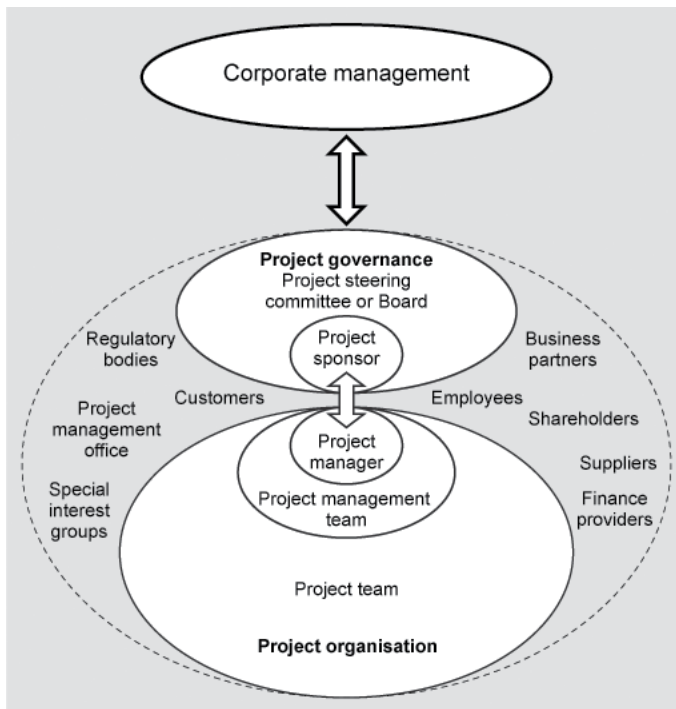 Corporate management
Project governance
Project steering
committee or Board
Project
sponsor
Regulatory
bodies
Business
partners
Customers
Employees
Project
management
office
Shareholders
Project
manager
Suppliers
Special
interest
groups
Project management
team
Finance
providers
Project team
Project organisation